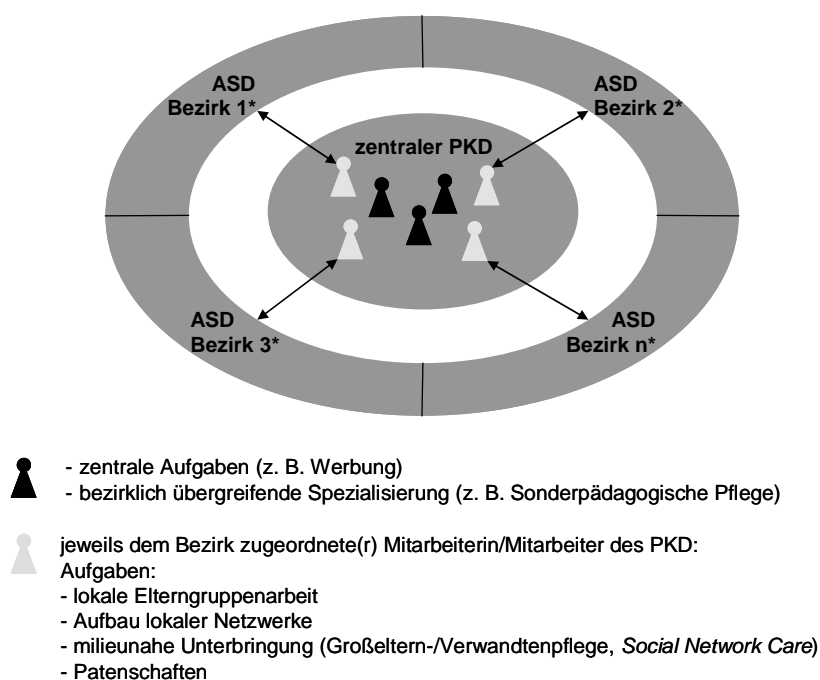 ASD
Bezirk 1*
ASD
Bezirk 2*
zentraler PKD
ASD
Bezirk 3*
ASD
Bezirk n*
- zentrale Aufgaben (z. B. Werbung)
- bezirklich übergreifende Spezialisierung (z. B. Sonderpädagogische Pflege)
jeweils dem Bezirk zugeordnete(r) Mitarbeiterin/Mitarbeiter des PKD:
Aufgaben:
- lokale Elterngruppenarbeit
- Aufbau lokaler Netzwerke
- milieunahe Unterbringung (Großeltern-/Verwandtenpflege, Social Network Care)
- Patenschaften